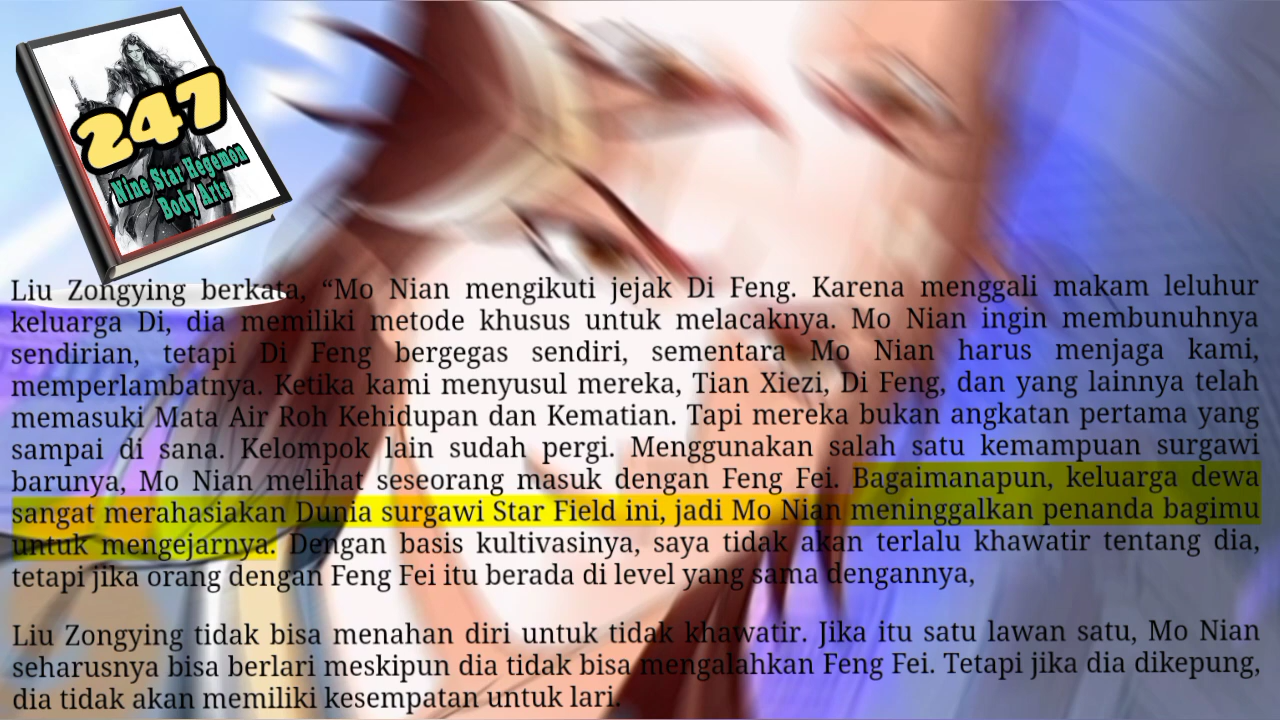 247
Nine Star Hegemon
Body Arts
Liu Zongying berkata, “Mo Nian mengikuti jejak Di Feng. Karena menggali makam leluhur
keluarga Di, dia memiliki metode khusus untuk melacaknya. Mo Nian ingin membunuhnya
sendirian, tetapi Di Feng bergegas sendiri, sementara Mo Nian harus menjaga kami,
memperlambatnya. Ketika kami menyusul mereka, Tian Xiezi, Di Feng, dan yang lainnya telah
memasuki Mata Air Roh Kehidupan dan Kematian. Tapi mereka bukan angkatan pertama yang
sampai di sana. Kelompok lain sudah pergi. Menggunakan salah satu kemampuan surgawi
barunya, Mo Nian melihat seseorang masuk dengan Feng Fei. Bagaimanapun, keluarga dewa
sangat merahasiakan Dunia surgawi Star Field ini, jadi Mo Nian meninggalkan penanda bagimu
untuk mengejarnya. Dengan basis kultivasinya, saya tidak akan terlalu khawatir tentang dia,
tetapi jika orang dengan Feng Fei itu berada di level yang sama dengannya,
Liu Zongying tidak bisa menahan diri untuk tidak khawatir. Jika itu satu lawan satu, Mo Nian
seharusnya bisa berlari meskipun dia tidak bisa mengalahkan Feng Fei. Tetapi jika dia dikepung,
dia tidak akan memiliki kesempatan untuk lari.